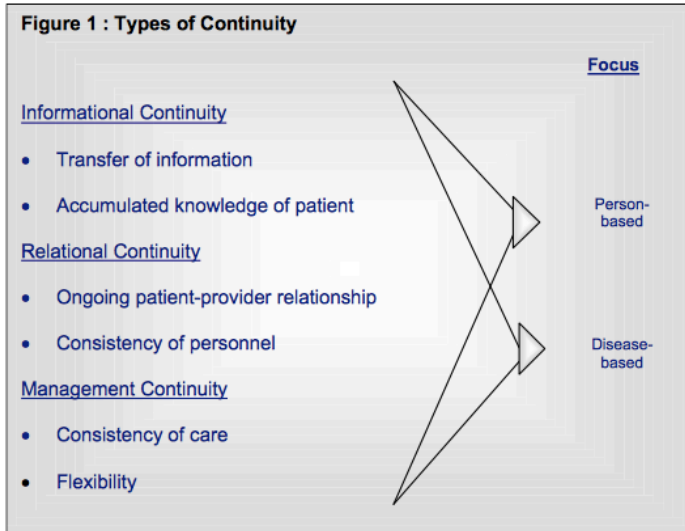 Figure 1 : Types of Continuity
Focus
Informational Continuity
• Transfer of information
• Accumulated knowledge of patient
Relational Continuity
• Ongoing patient-provider relationship
• Consistency of personnel
Management Continuity
• Consistency of care
• Flexibility
Person-
based
Disease-
based